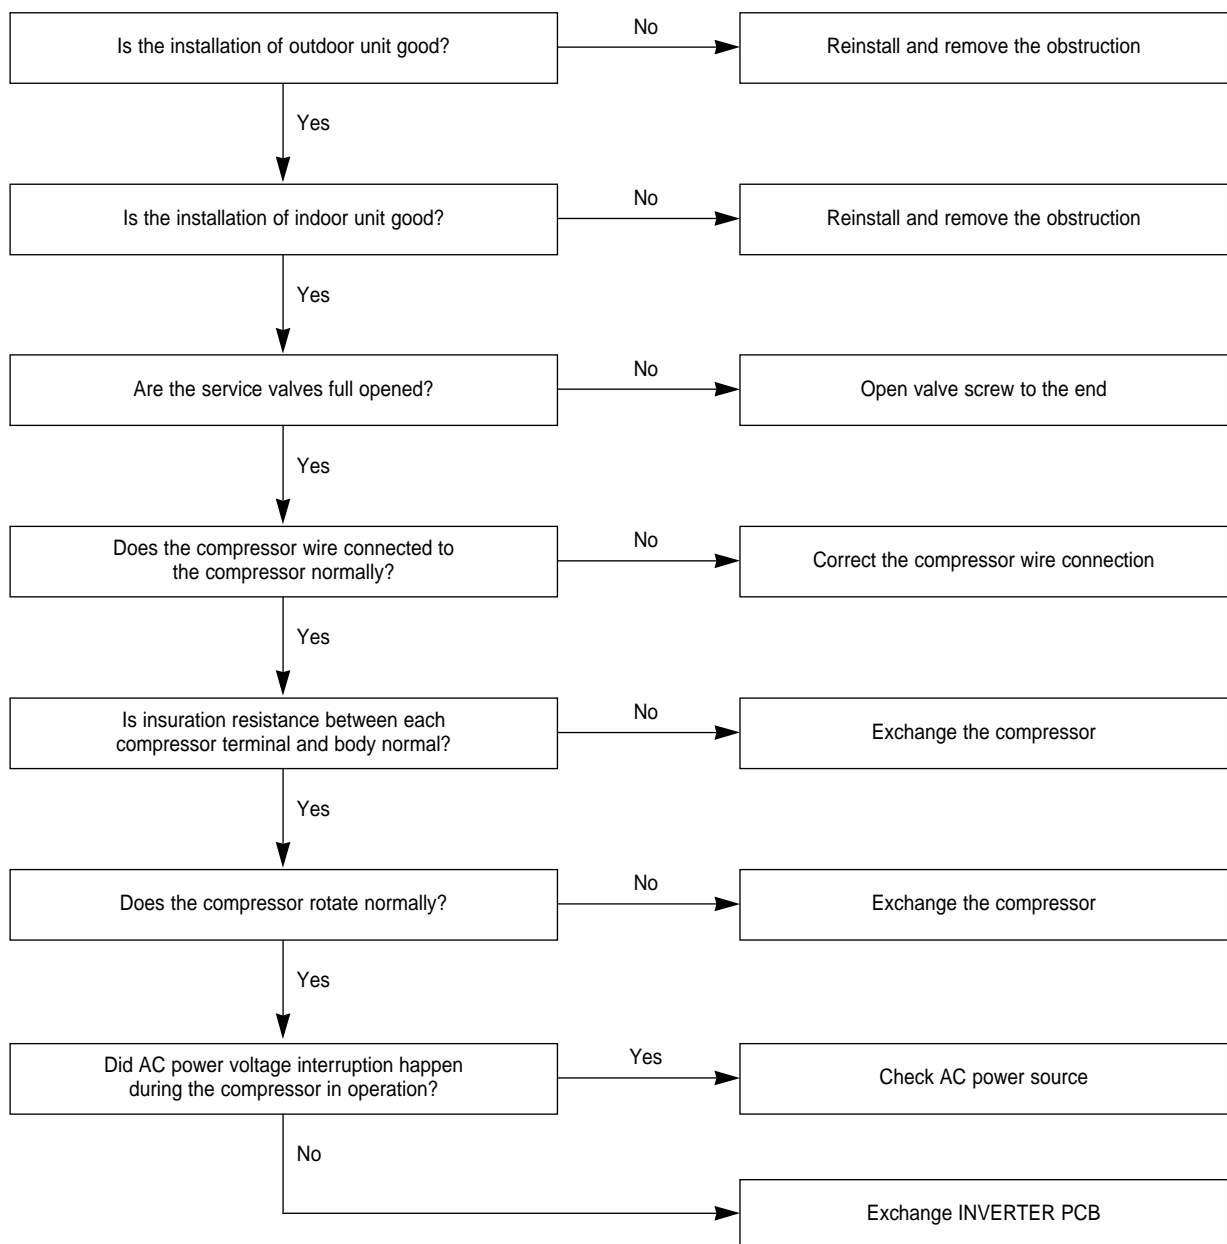 Is the installation of outdoor unit good?
No
Reinstall and remove the obstruction
Yes
Is the installation of indoor unit good?
No
Reinstall and remove the obstruction
Yes
Are the service valves full opened?
No
Open valve screw to the end
Yes
Does the compressor wire connected to
the compressor normally?
No
Correct the compressor wire connection
Yes
Is insuration resistance between each
compressor terminal and body normal?
No
Exchange the compressor
Yes
Does the compressor rotate normally?
No
Exchange the compressor
Yes
Did AC power voltage interruption happen
during the compressor in operation?
Yes
Check AC power source
No
Exchange INVERTER PCB